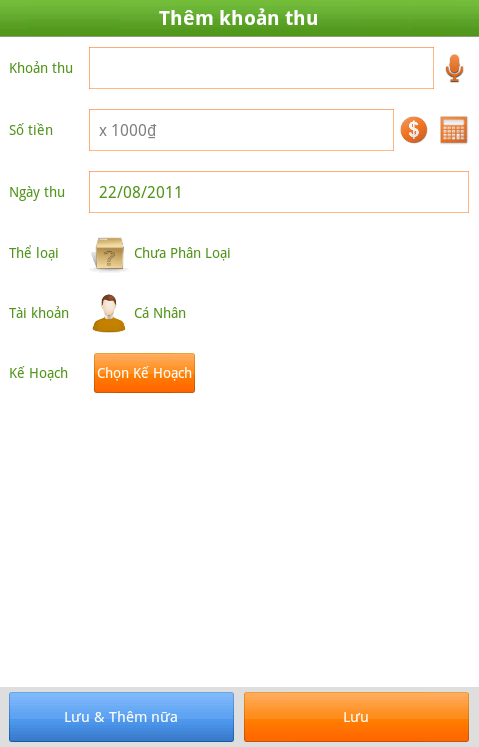 Thêm khoản thu
Khoản thu
Số tiền
x 1000₫
$
Ngày thu
22/08/2011
Thể loại
?
Chưa Phân Loại
Tài khoản
Cá Nhân
Kế Hoạch
Chọn Kế Hoạch
Lưu & Thêm nữa
Lưu